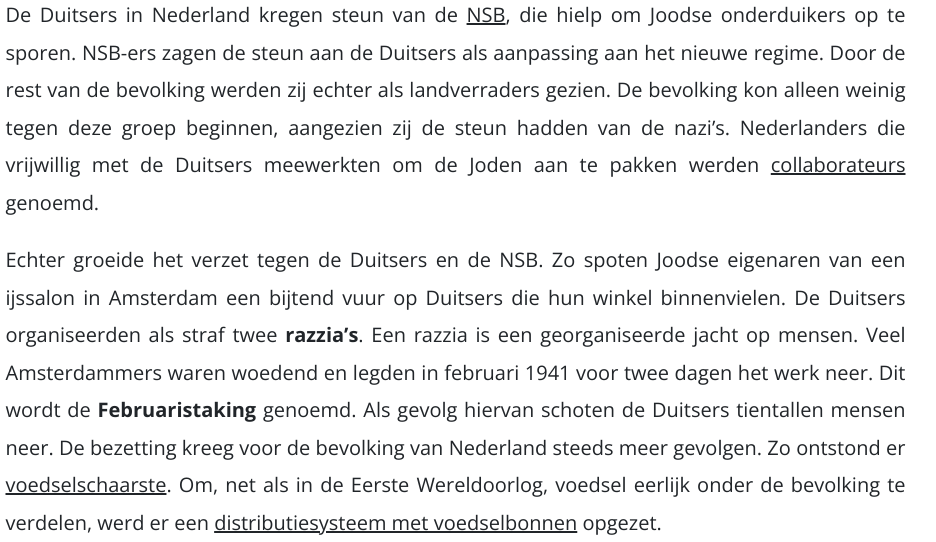 De Duitsers in Nederland kregen steun van de NSB, die hielp om Joodse onderduikers op te
sporen. NSB-ers zagen de steun aan de Duitsers als aanpassing aan het nieuwe regime. Door de
rest van de bevolking werden zij echter als landverraders gezien. De bevolking kon alleen weinig
tegen deze groep beginnen, aangezien zij de steun hadden van de nazi’s. Nederlanders die
vrijwillig met de Duitsers meewerkten om de Joden aan te pakken werden collaborateurs
genoemd.
Echter groeide het verzet tegen de Duitsers en de NSB. Zo spoten Joodse eigenaren van een
ijssalon in Amsterdam een bijtend vuur op Duitsers die hun winkel binnenvielen. De Duitsers
organiseerden als straf twee razzia’s. Een razzia is een georganiseerde jacht op mensen. Veel
Amsterdammers waren woedend en legden in februari 1941 voor twee dagen het werk neer. Dit
wordt de Februaristaking genoemd. Als gevolg hiervan schoten de Duitsers tientallen mensen
neer. De bezetting kreeg voor de bevolking van Nederland steeds meer gevolgen. Zo ontstond er
voedselschaarste. Om, net als in de Eerste Wereldoorlog, voedsel eerlijk onder de bevolking te
verdelen, werd er een distributiesysteem met voedselbonnen opgezet.